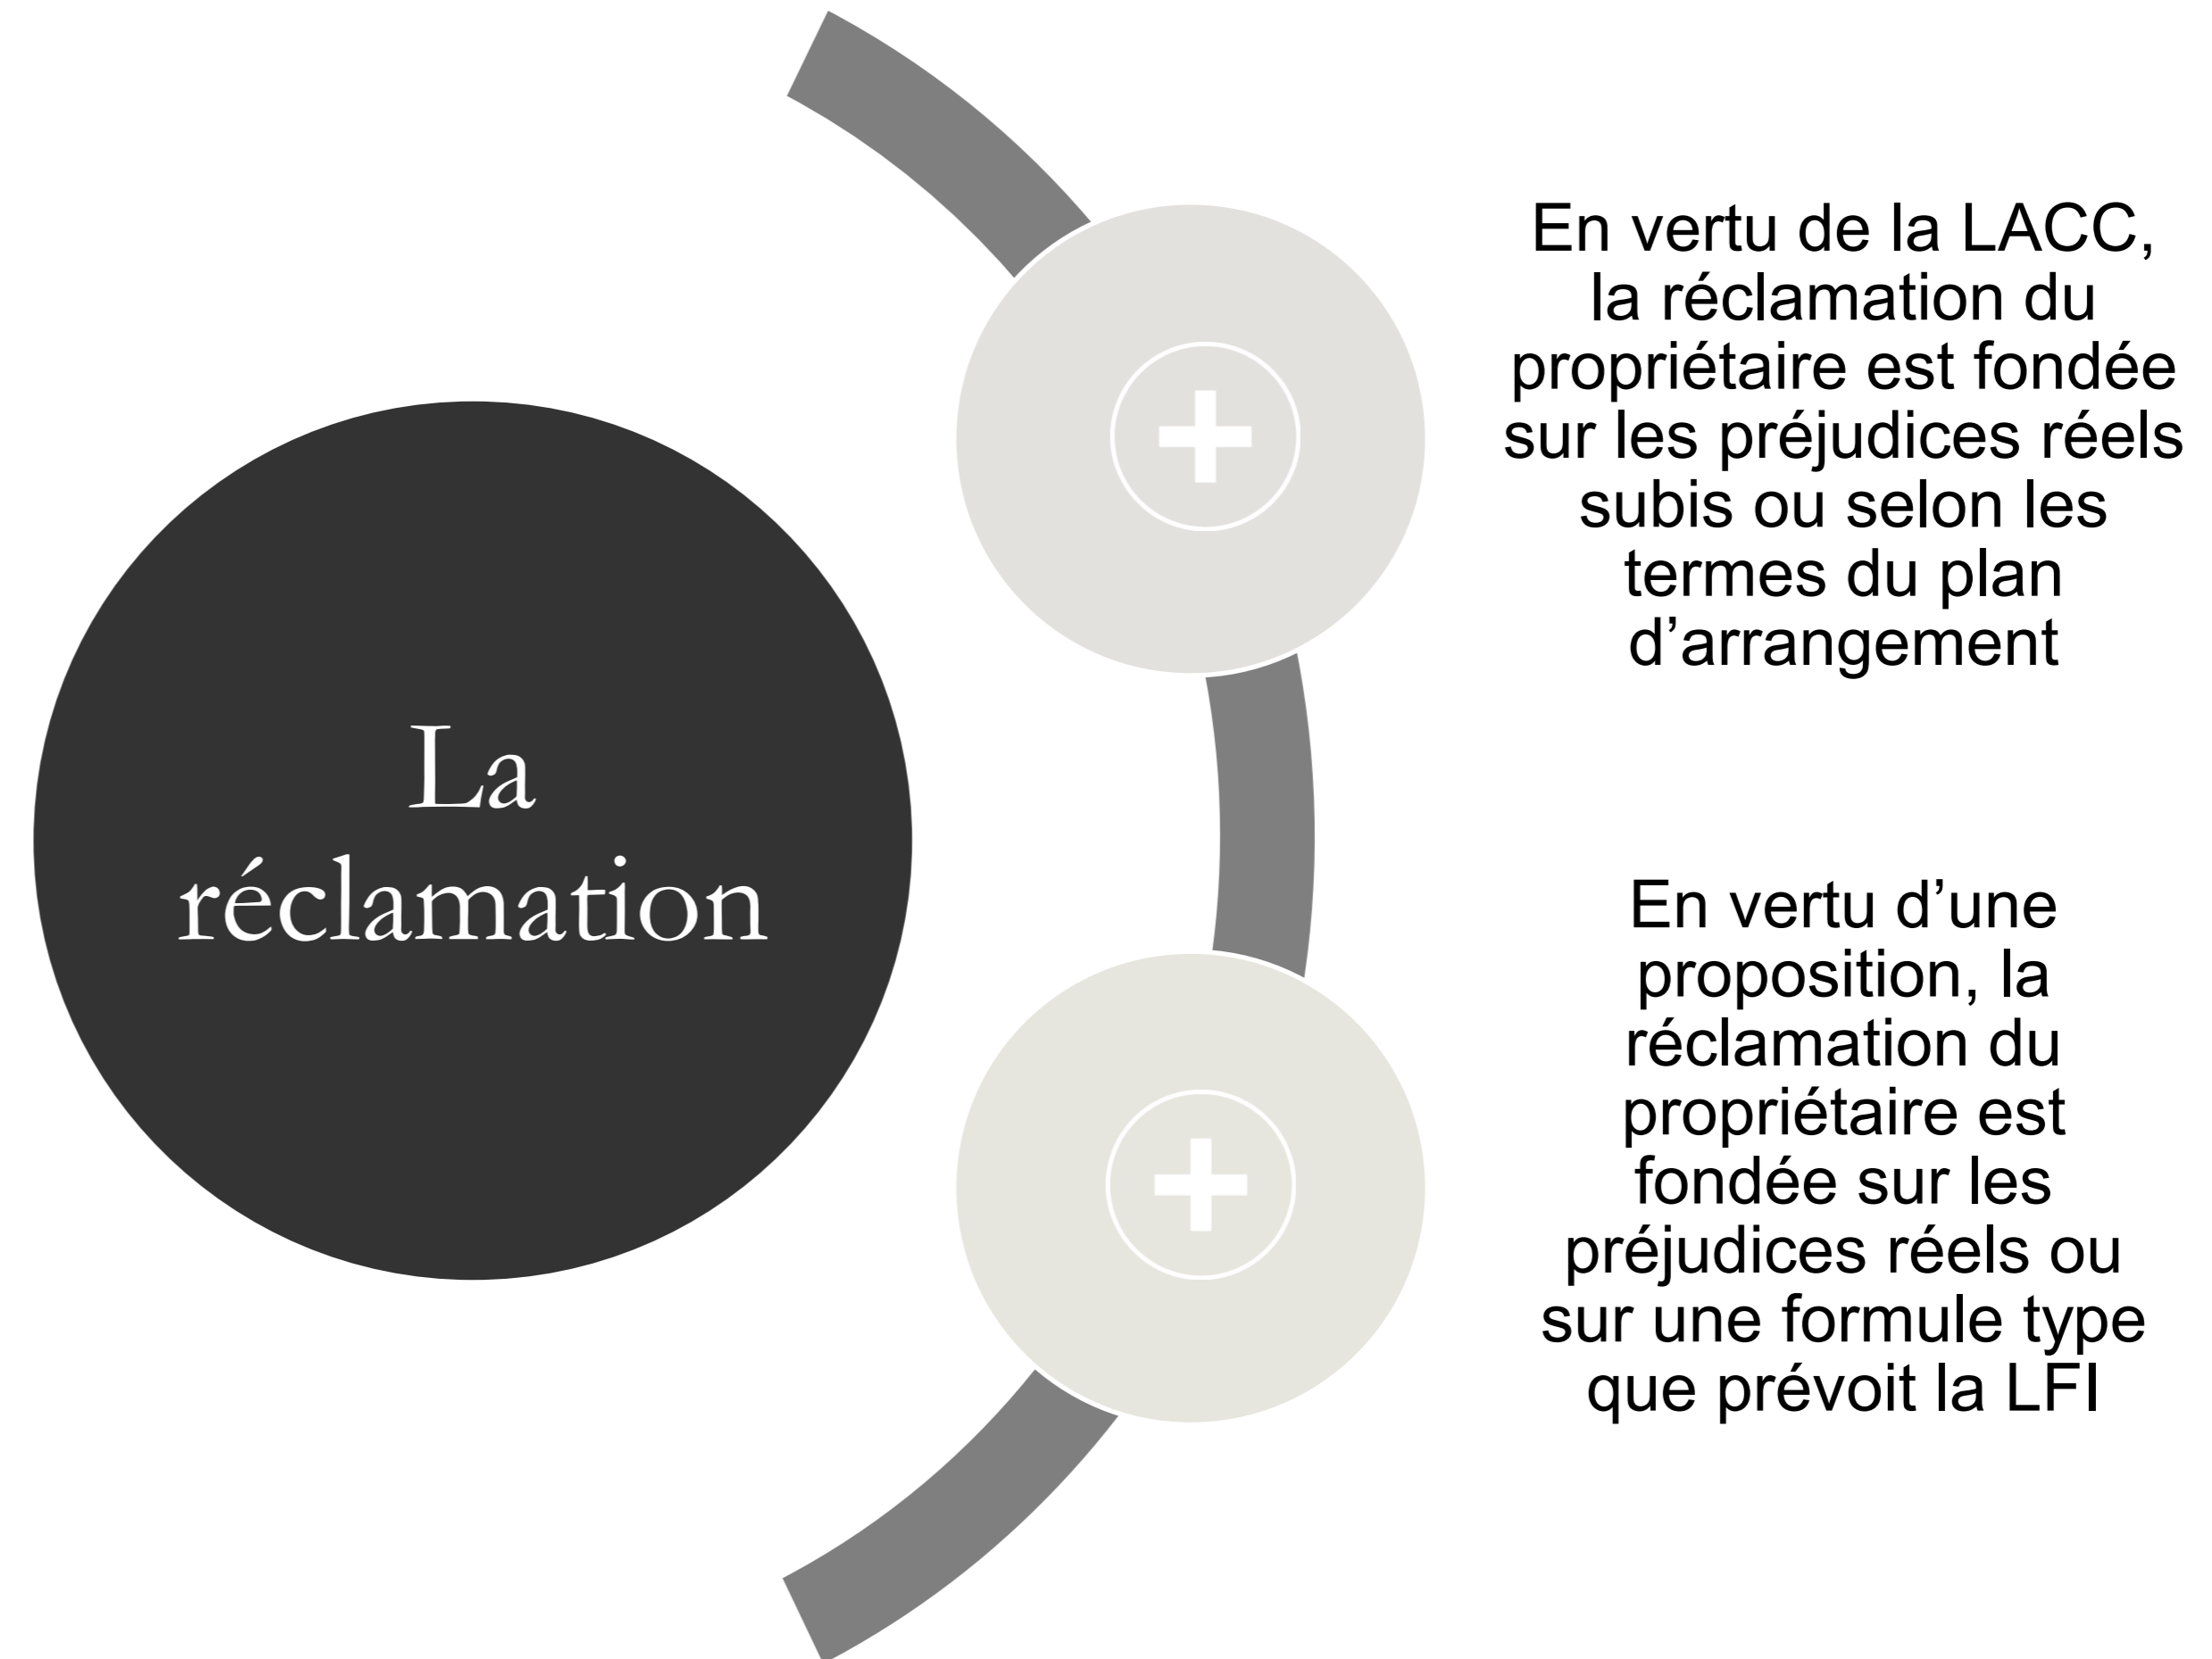 La
réclamation
En vertu de la LACC,
la réclamation du
propriétaire est fondée
sur les préjudices réels
subis ou selon les
termes du plan
d’arrangement
En vertu d’une
proposition, la
réclamation du
propriétaire est
fondée sur les
préjudices réels ou
sur une formule type
que prévoit la LFI